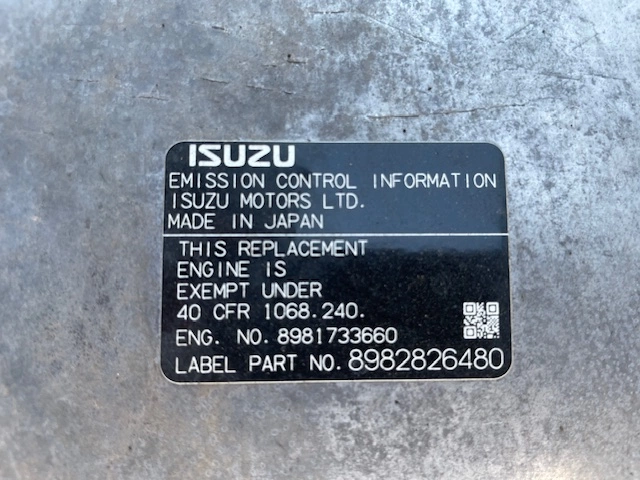 ISUZU
EMISSION CONTROL INFORMATION
ISUZU MOTORS LTD.
MADE IN JAPAN
THIS REPLACEMENT
ENGINE IS
EXEMPT UNDER
40 CFR 1068.240.
ENG. NO. 8981733660
LABEL PART NO. 8982826480